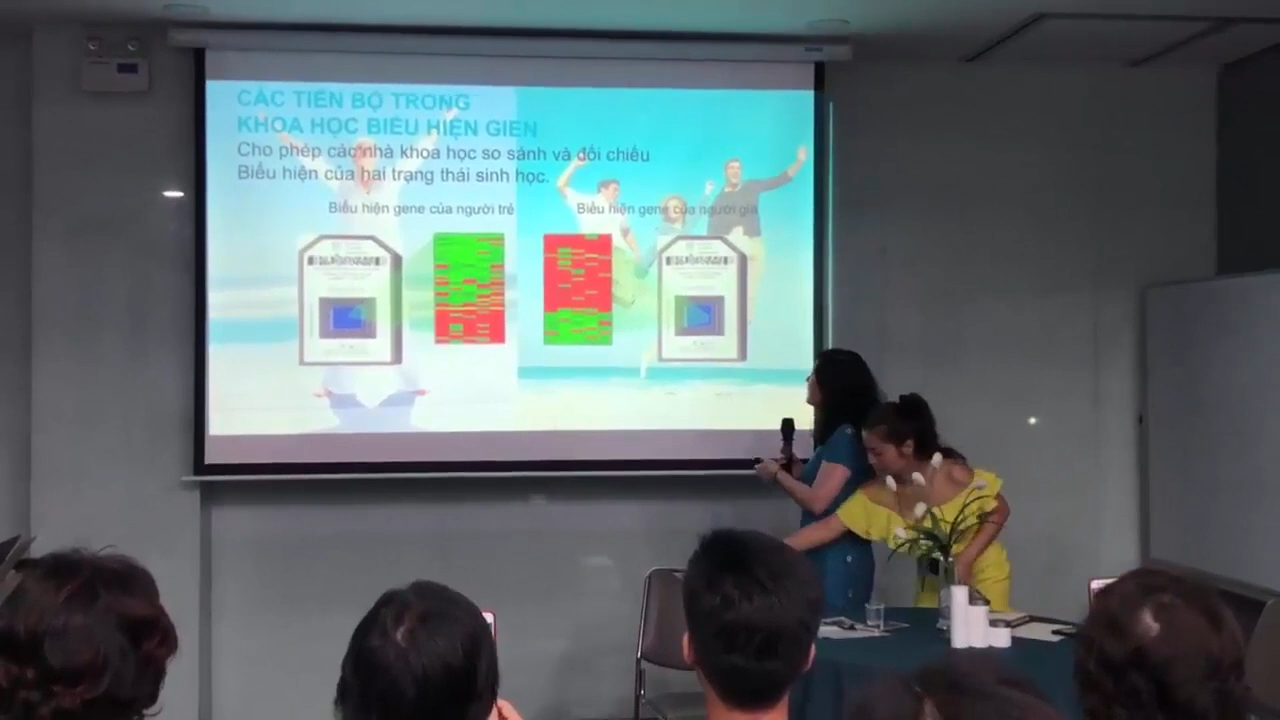 CÁC TIẾN BỘ TRONG
KHOA HỌC BIỂU HIỆN GIEN
Cho phép các nhà khoa học so sánh và đối chiếu
Biểu hiện của hai trạng thái sinh học.
Biểu hiện gene của người trẻ
Biểu hiện gene của người già